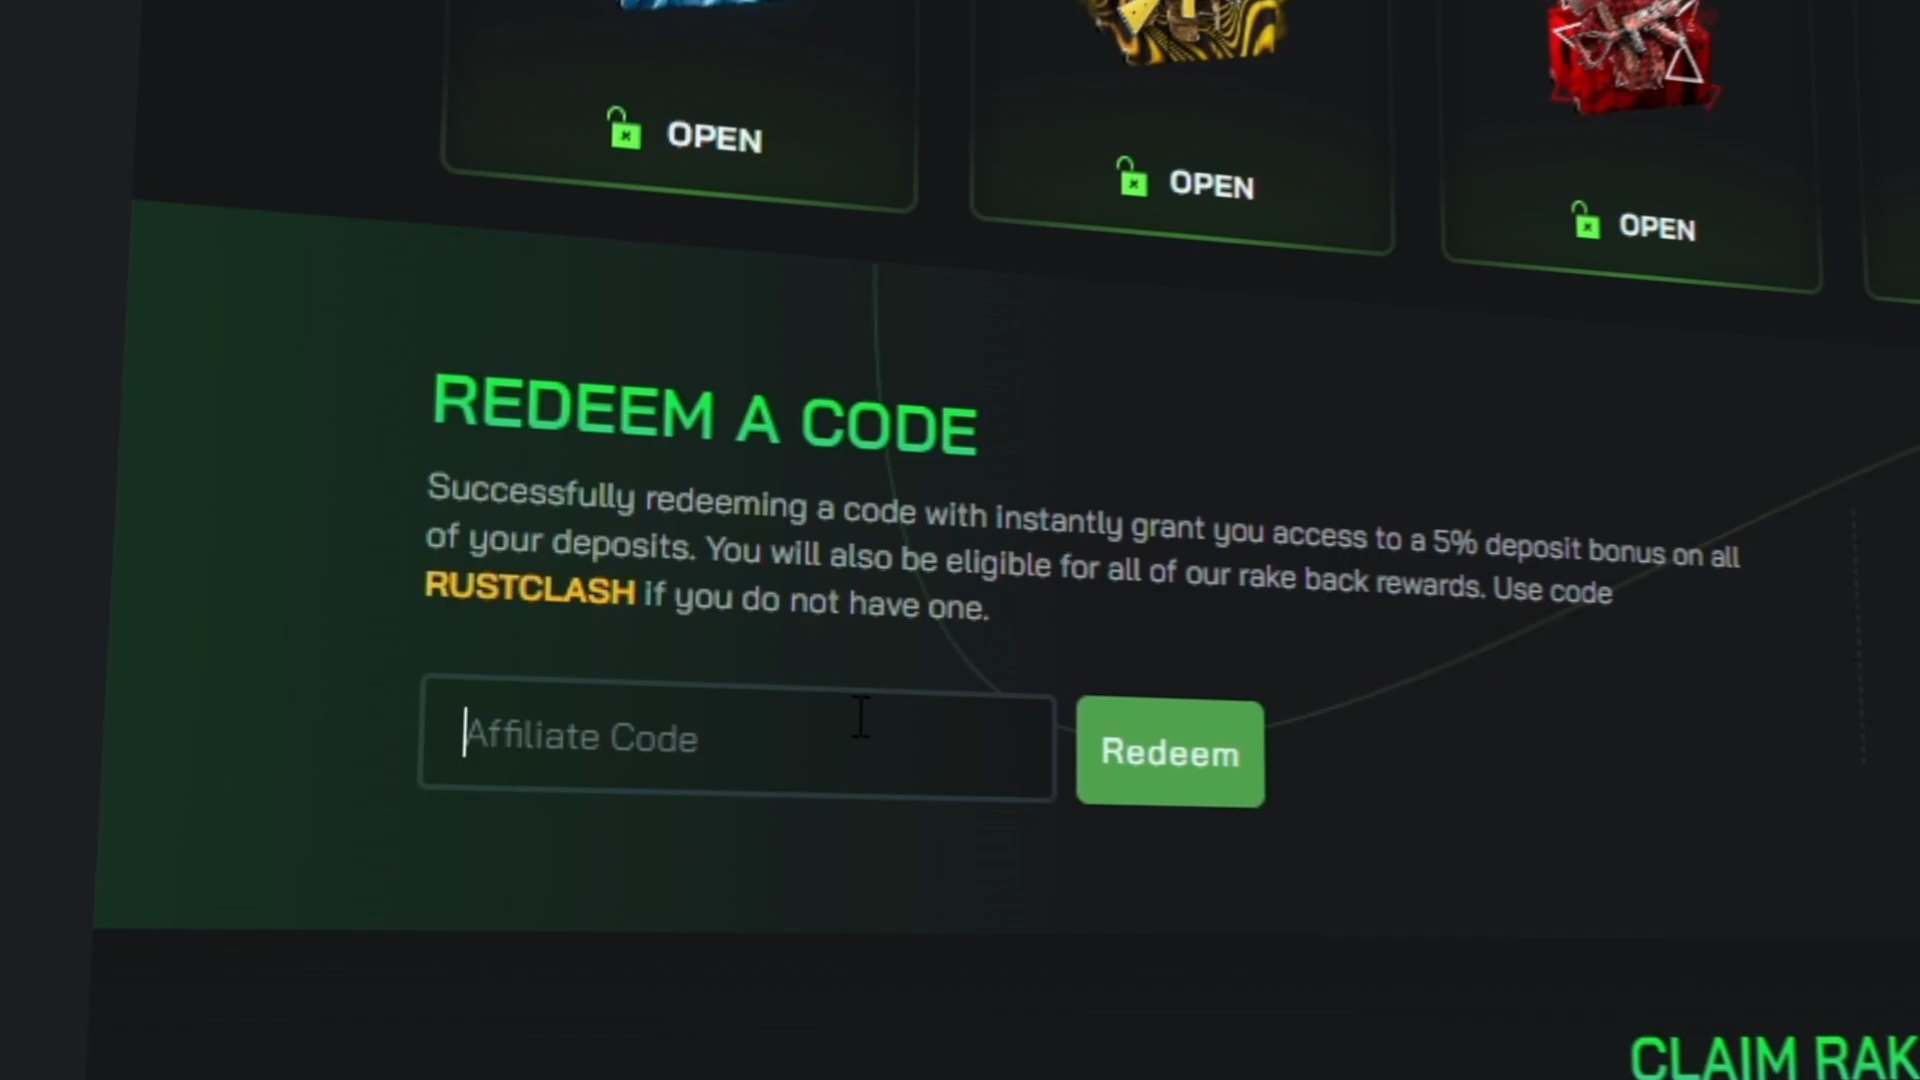 OPEN
OPEN
OPEN
REDEEM A CODE
Successfully redeeming a code with instantly grant you access to a 5% deposit bonus on all
of your deposits. You will also be eligible for all of our rake back rewards. Use code
RUSTCLASH if you do not have one.
Affiliate Code
Redeem
CLAIM RAK